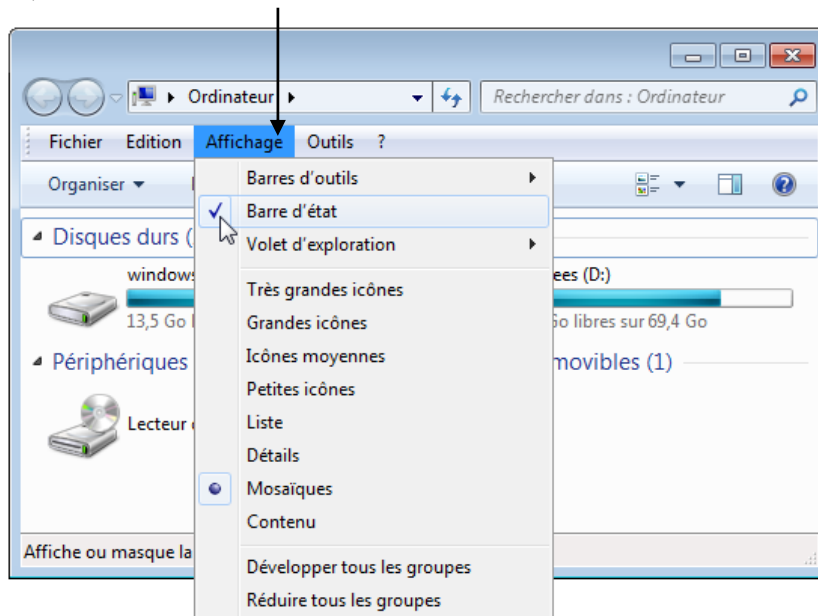 Ordinateur
Rechercher dans : Ordinateur
Fichier Edition Affichage Outils ?
Organiser
Barres d'outils
Barre d'état
Volet d'exploration
Très grandes icônes
Grandes icônes
Icônes moyennes
Petites icônes
Liste
Détails
Mosaïques
Contenu
Développer tous les groupes
Réduire tous les groupes
Disques durs (
windows
ees (D:)
13,5 Go
Go libres sur 69,4 Go
Périphériques
movibles (1)
Lecteur
Affiche ou masque la